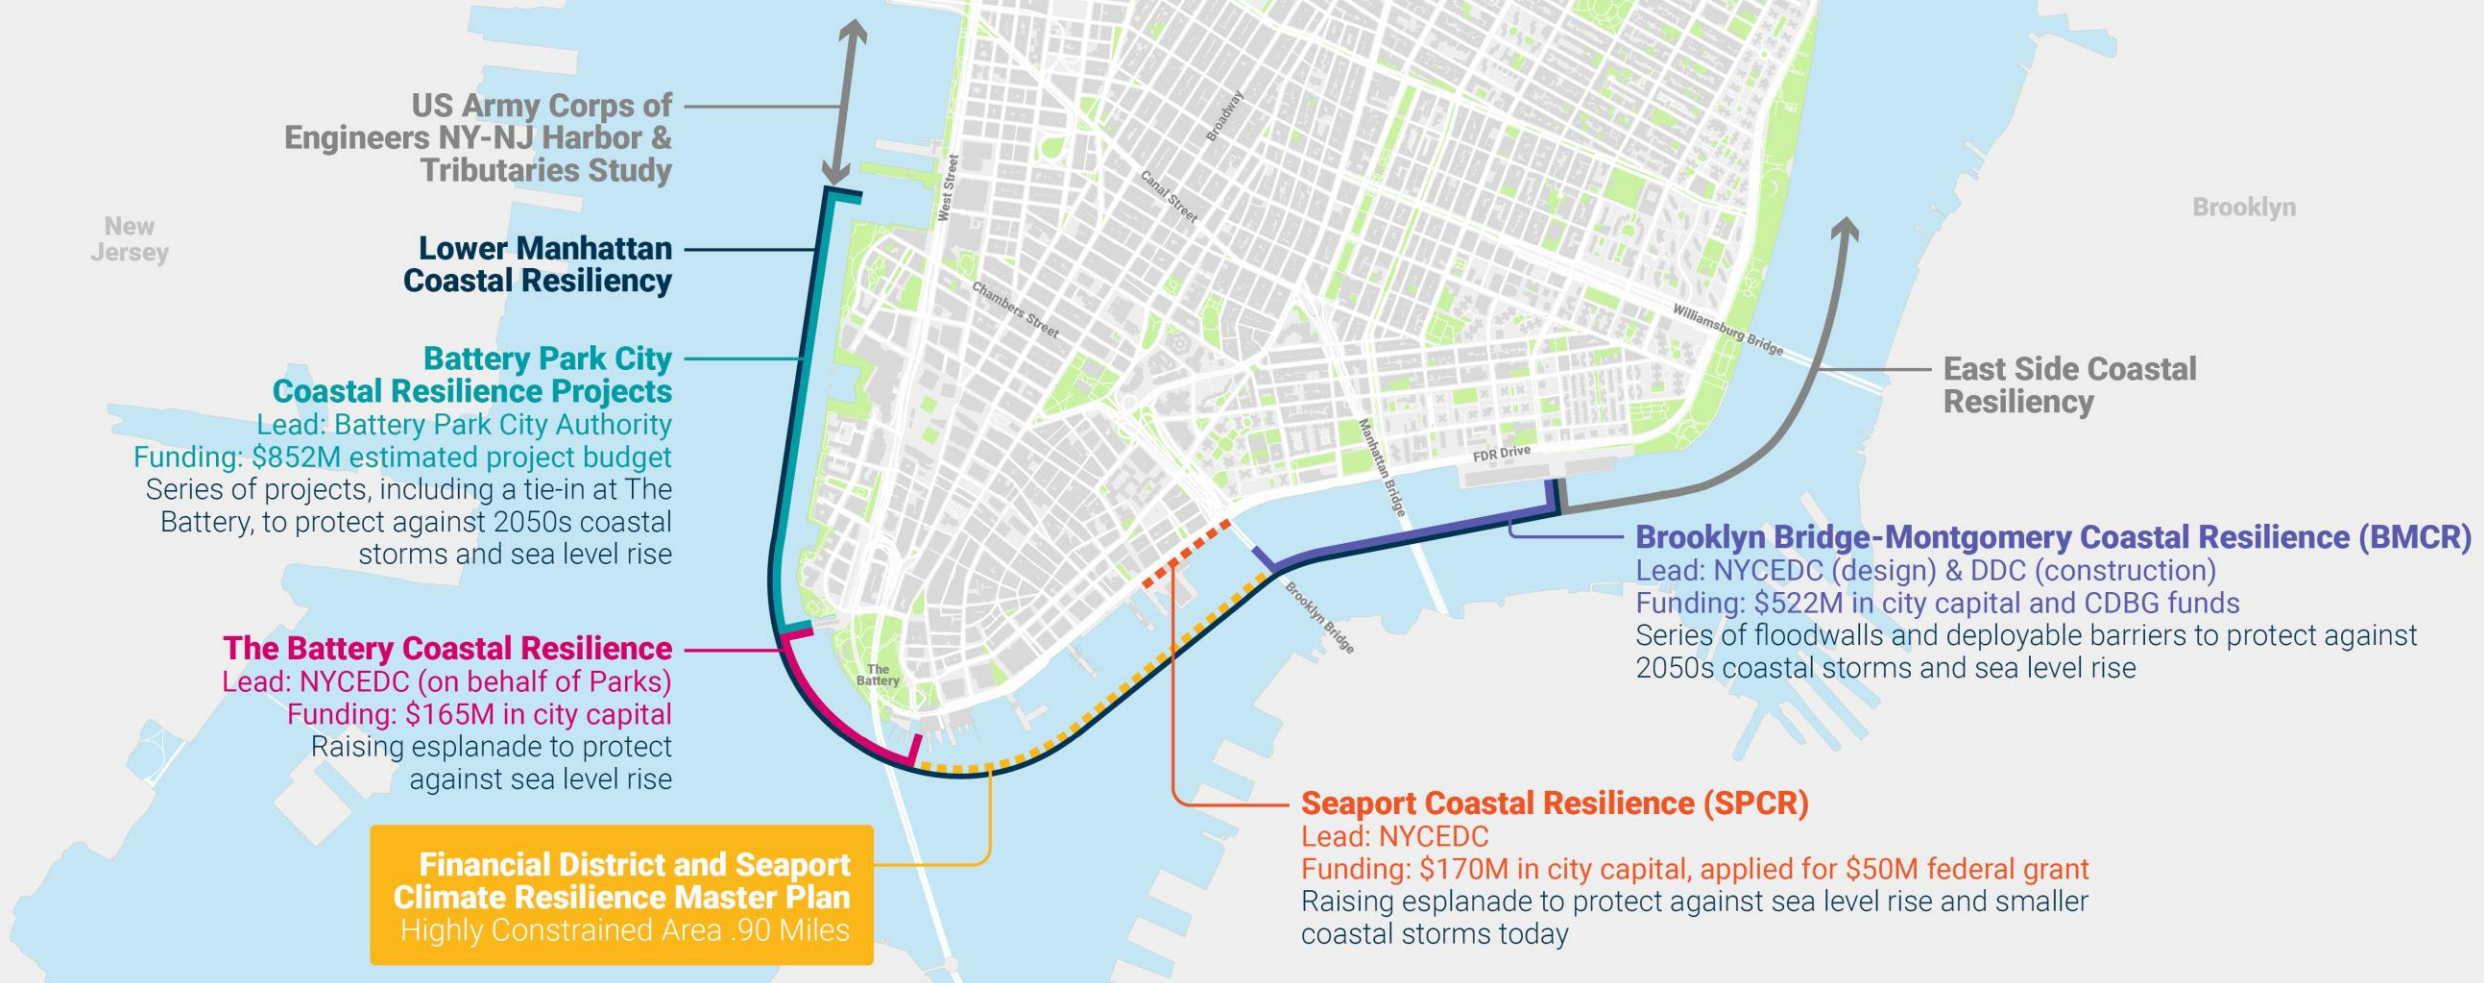 US Army Corps of
Engineers NY-NJ Harbor &
Tributaries Study
New
Jersey
Lower Manhattan
Coastal Resiliency
Battery Park City
Coastal Resilience Projects
Lead: Battery Park City Authority
Funding: $852M estimated project budget
Series of projects, including a tie-in at The
Battery, to protect against 2050s coastal
storms and sea level rise
The Battery Coastal Resilience
Lead: NYCEDC (on behalf of Parks)
Funding: $165M in city capital
Raising esplanade to protect
against sea level rise
Financial District and Seaport
Climate Resilience Master Plan
Highly Constrained Area .90 Miles
West Street
Broadway
Canal Street
Chambers Street
The
Battery
Manhattan Bridge
FDR Drive
Williamsburg Bridge
Brooklyn Bridge
Brooklyn
East Side Coastal
Resiliency
Brooklyn Bridge-Montgomery Coastal Resilience (BMCR)
Lead: NYCEDC (design) & DDC (construction)
Funding: $522M in city capital and CDBG funds
Series of floodwalls and deployable barriers to protect against
2050s coastal storms and sea level rise
Seaport Coastal Resilience (SPCR)
Lead: NYCEDC
Funding: $170M in city capital, applied for $50M federal grant
Raising esplanade to protect against sea level rise and smaller
coastal storms today